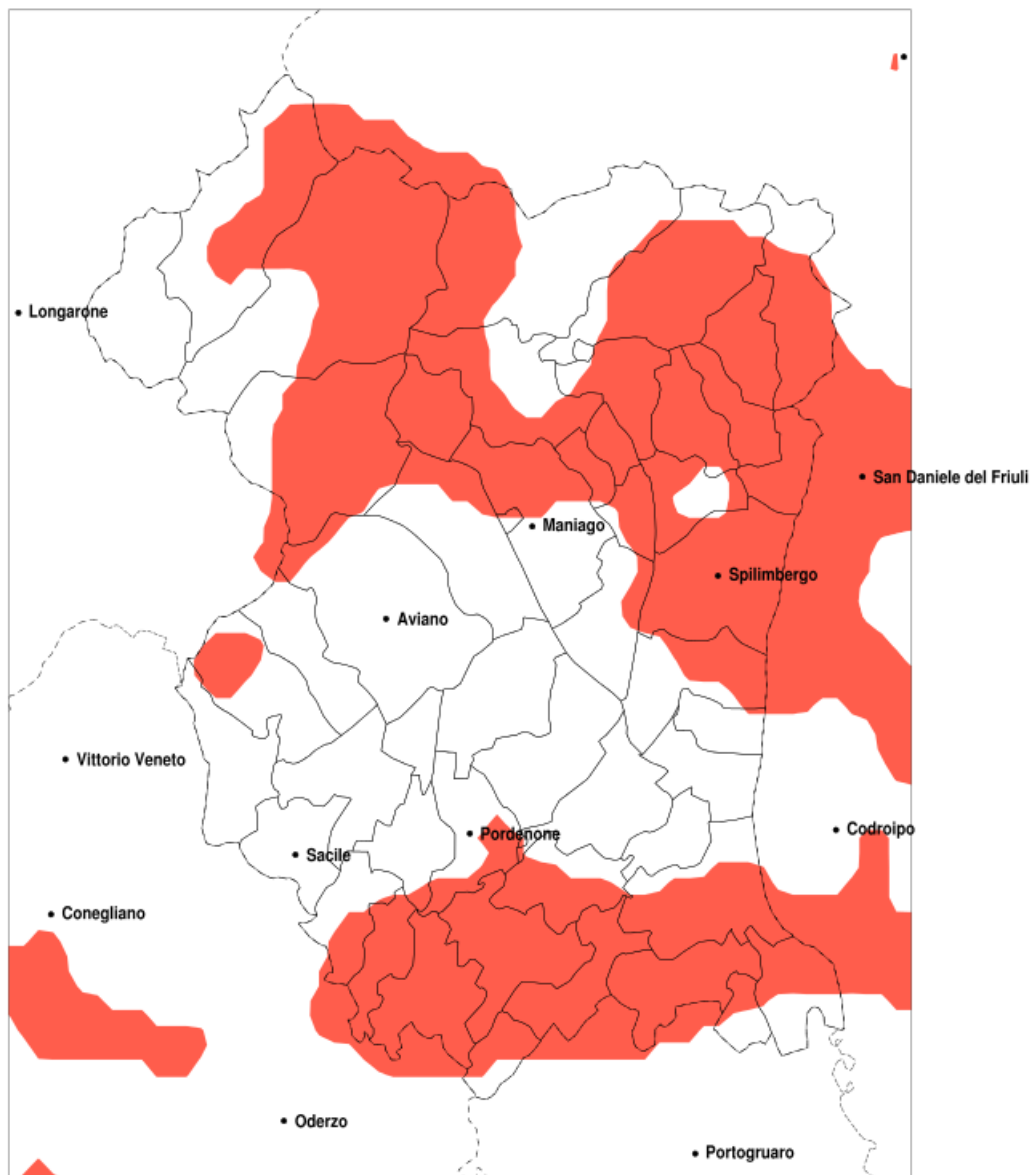 Longarone
San Daniele del Friuli
Maniago
Spilimbergo
Aviano
Vittorio Veneto
Codroipo
Pordenone
Sacile
Conegliano
Oderzo
Portogruaro